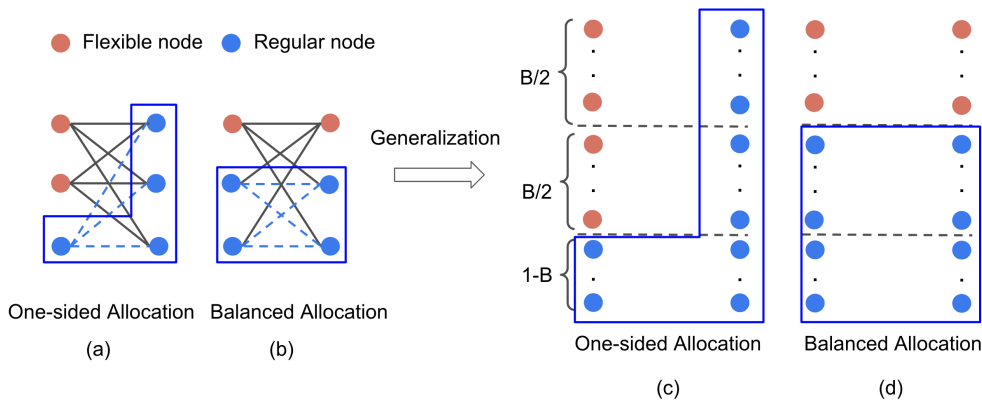 Flexible node
Regular node
Generalization
One-sided Allocation
Balanced Allocation
(a)
(b)
B/2
B/2
1-B
One-sided Allocation
Balanced Allocation
(c)
(d)